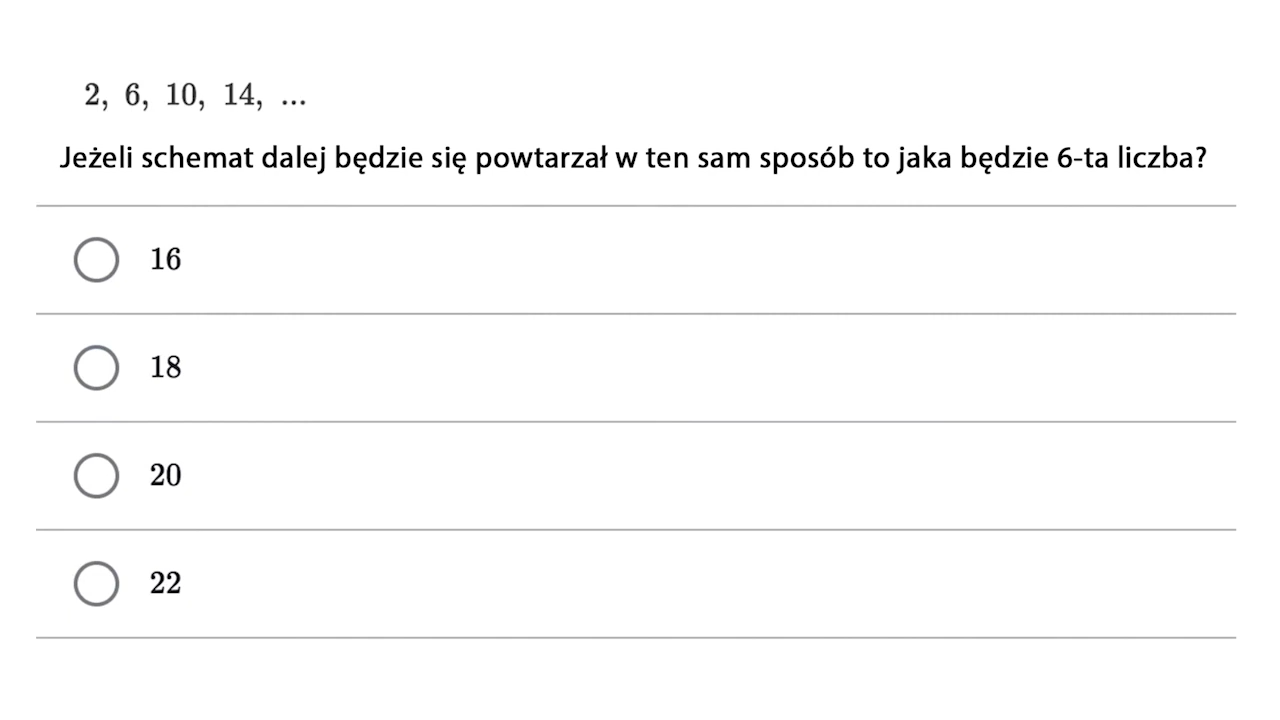 2, 6, 10, 14, ...
Jeżeli schemat dalej będzie się powtarzał w ten sam sposób to jaka będzie 6-ta liczba?
16
18
20
22